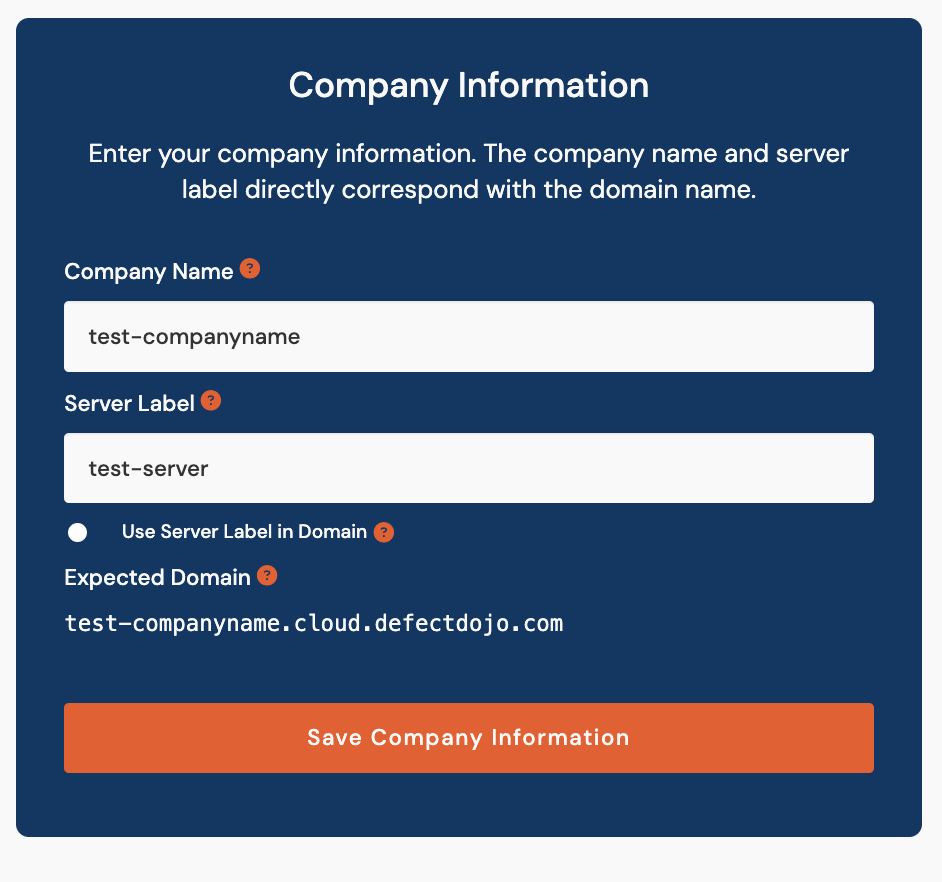 Company Information
Enter your company information. The company name and server
label directly correspond with the domain name.
Company Name ?
test-companyname
Server Label ?
test-server
Use Server Label in Domain ?
Expected Domain ?
test-companyname.cloud.defectdojo.com
Save Company Information